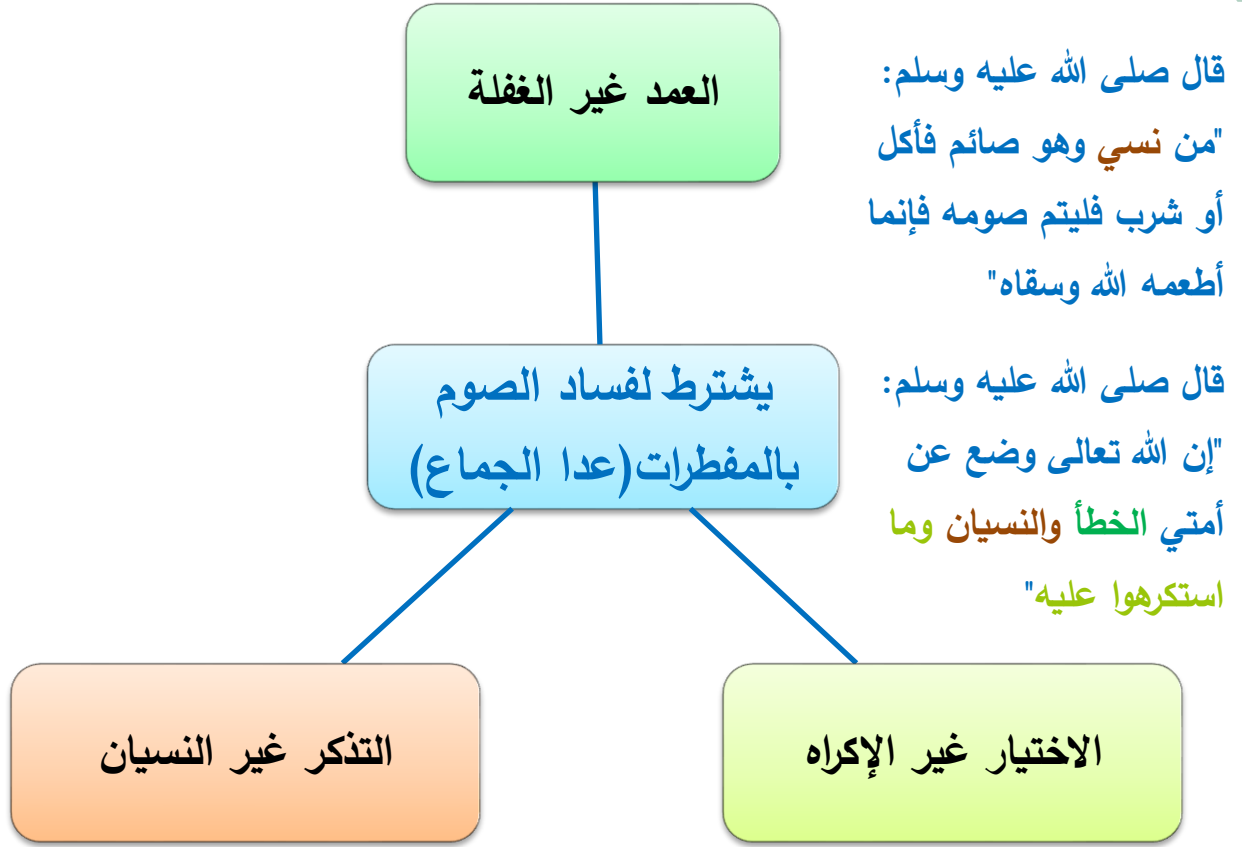 العمد غير الغفلة
قال صلى الله عليه وسلم:
"من نسي وهو صائم فأكل
أو شرب فليتم صومه فإنما
أطعمه الله وسقاه"
يشترط لفساد الصوم
بالمفطرات(عدا الجماع)
قال صلى الله عليه وسلم:
"إن الله تعالى وضع عن
أمتي الخطأ والنسيان وما
استكرهوا عليه"
الاختيار غير الإكراه
التذكر غير النسيان